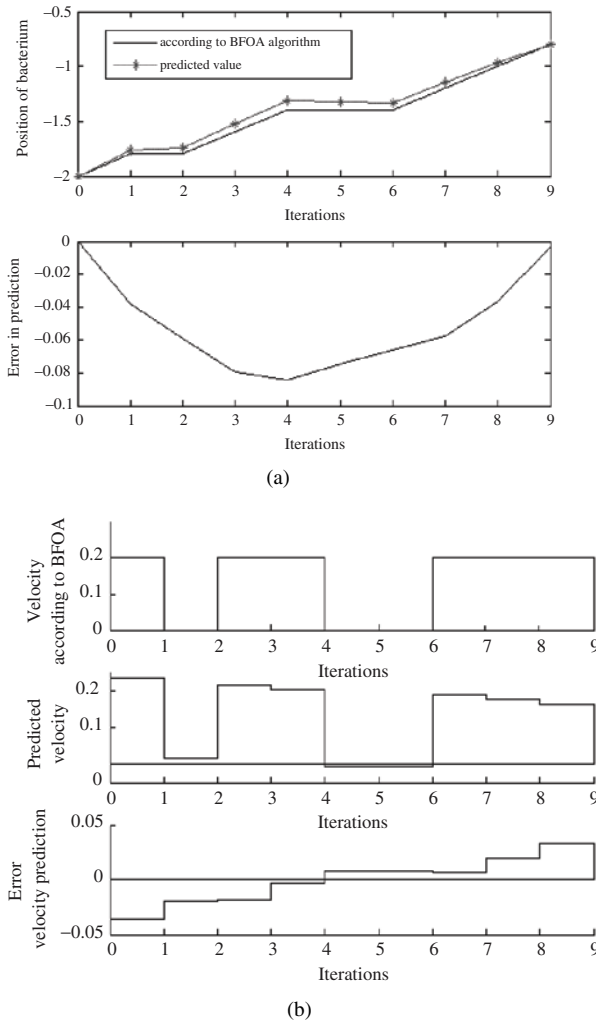 −0.5
−1
−1.5
−2
Position of bacterium
according to BFOA algorithm
predicted value
0 1 2 3 4 5 6 7 8 9
Iterations
0
−0.02
−0.04
−0.06
−0.08
−0.1
Error in prediction
0 1 2 3 4 5 6 7 8 9
Iterations
(a)
Velocity
according to BFOA
0.2
0.1
0
0 1 2 3 4 5 6 7 8 9
Iterations
Predicted
velocity
0.2
0.1
0
0 1 2 3 4 5 6 7 8 9
Iterations
Error
velocity prediction
0.05
0
−0.05
0 1 2 3 4 5 6 7 8 9
Iterations
(b)